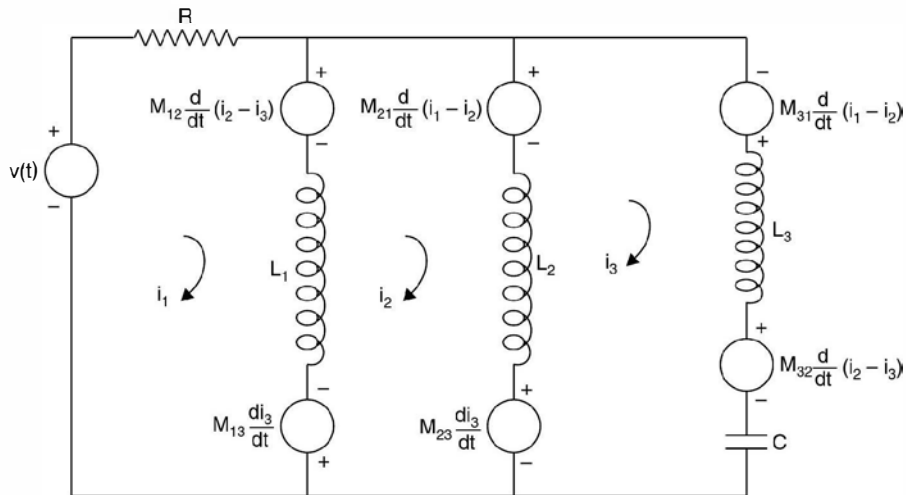 R
+
+
−
M₁₂ d/dt (i₂ − i₃)
M₂₁ d/dt (i₁ − i₂)
M₃₁ d/dt (i₁ − i₂)
−
−
+
+
v(t)
−
L₁
L₂
L₃
i₁
i₂
i₃
+
M₃₂ d/dt (i₂ − i₃)
−
−
+
M₁₃ di₃/dt
M₂₃ di₃/dt
C
+
−